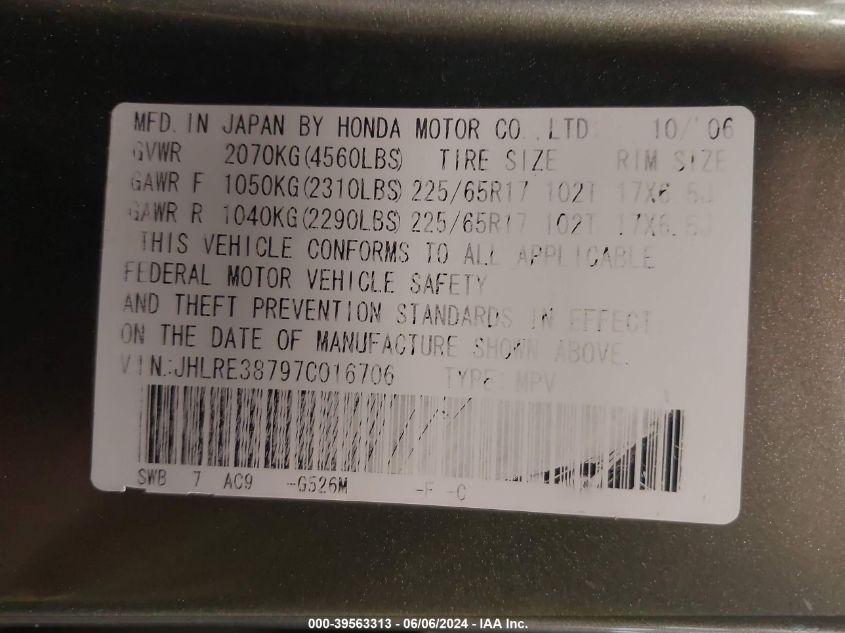 MFD. IN JAPAN BY HONDA MOTOR CO.,LTD. 10/'06
GVWR 2070KG(4560LBS) TIRE SIZE RIM SIZE
GAWR F 1050KG(2310LBS) 225/65R17 102T 17X6.5J
GAWR R 1040KG(2290LBS) 225/65R17 102T 17X6.5J
THIS VEHICLE CONFORMS TO ALL APPLICABLE
FEDERAL MOTOR VEHICLE SAFETY
AND THEFT PREVENTION STANDARDS IN EFFECT
ON THE DATE OF MANUFACTURE SHOWN ABOVE.
VIN:JHLRE38797C016706 TYPE:MPV
SWB 7 AC9 -G526M -F -C
000-39563313 - 06/06/2024 - IAA Inc.